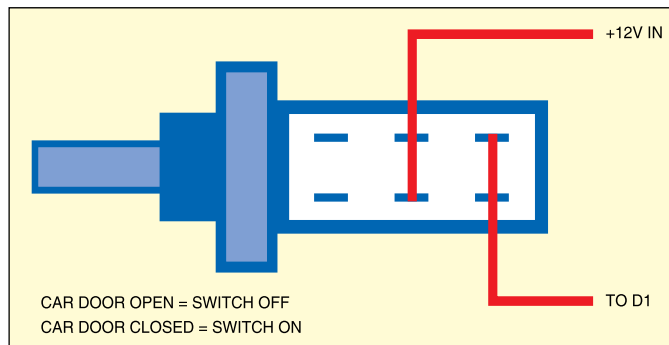 +12V IN
TO D1
CAR DOOR OPEN = SWITCH OFF
CAR DOOR CLOSED = SWITCH ON